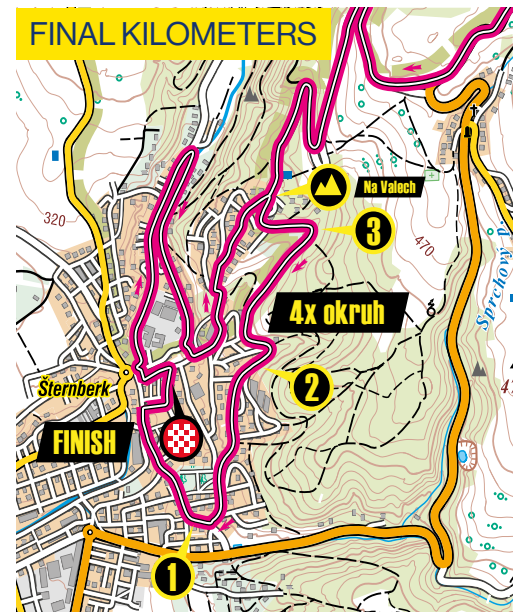 FINAL KILOMETERS
320
Na Valech
3
470
Sprchový p.
4x okruh
2
Šternberk
FINISH
1